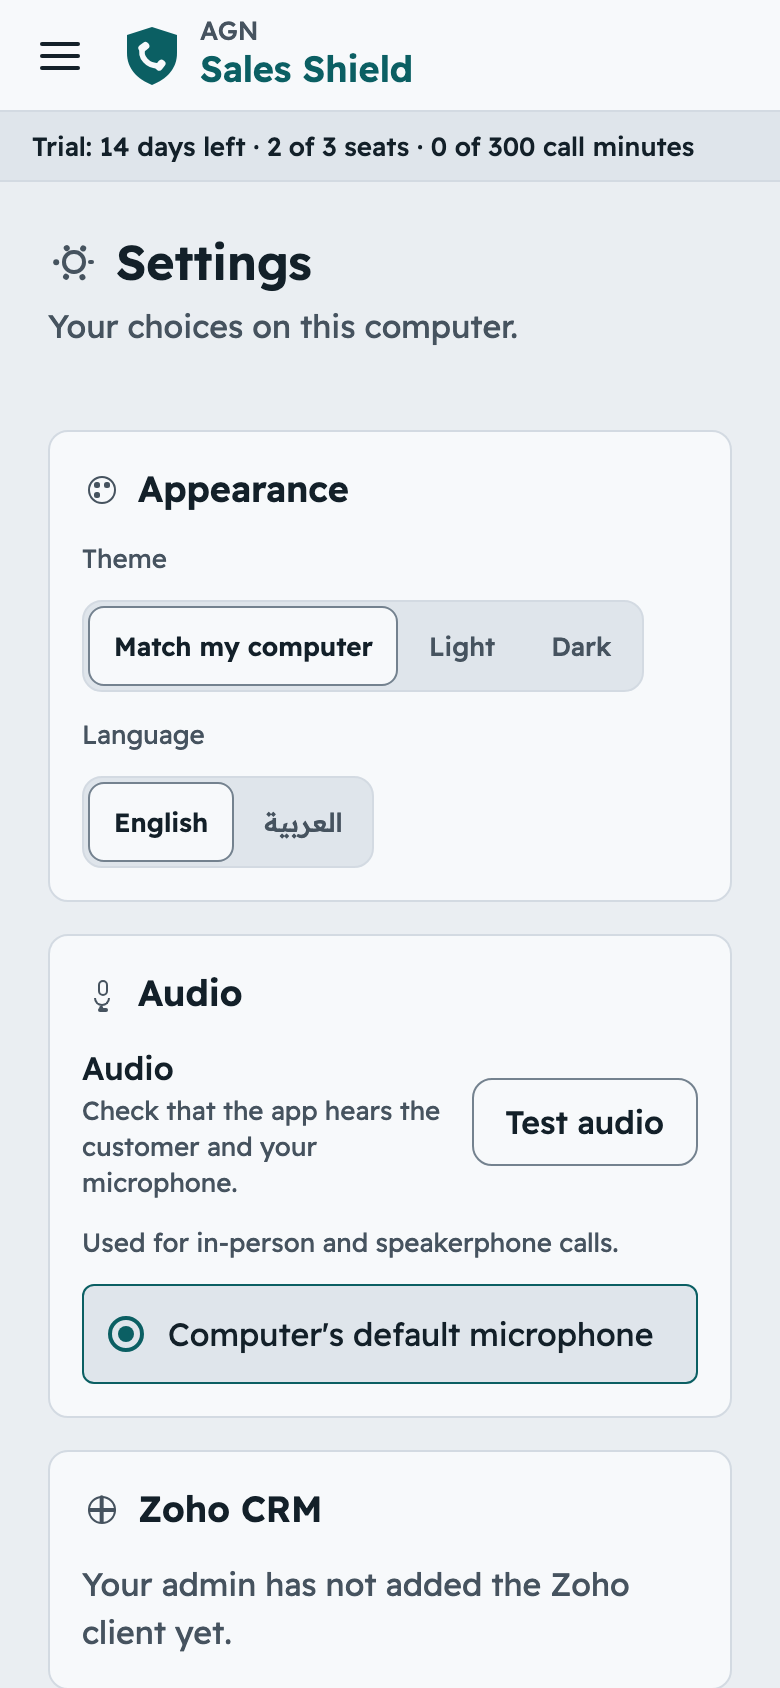 AGN
Sales Shield
Trial: 14 days left · 2 of 3 seats · 0 of 300 call minutes
Settings
Your choices on this computer.
Appearance
Theme
Match my computer Light Dark
Language
English العربية
Audio
Audio
Check that the app hears the
customer and your
microphone.
Test audio
Used for in-person and speakerphone calls.
Computer's default microphone
Zoho CRM
Your admin has not added the Zoho
client yet.